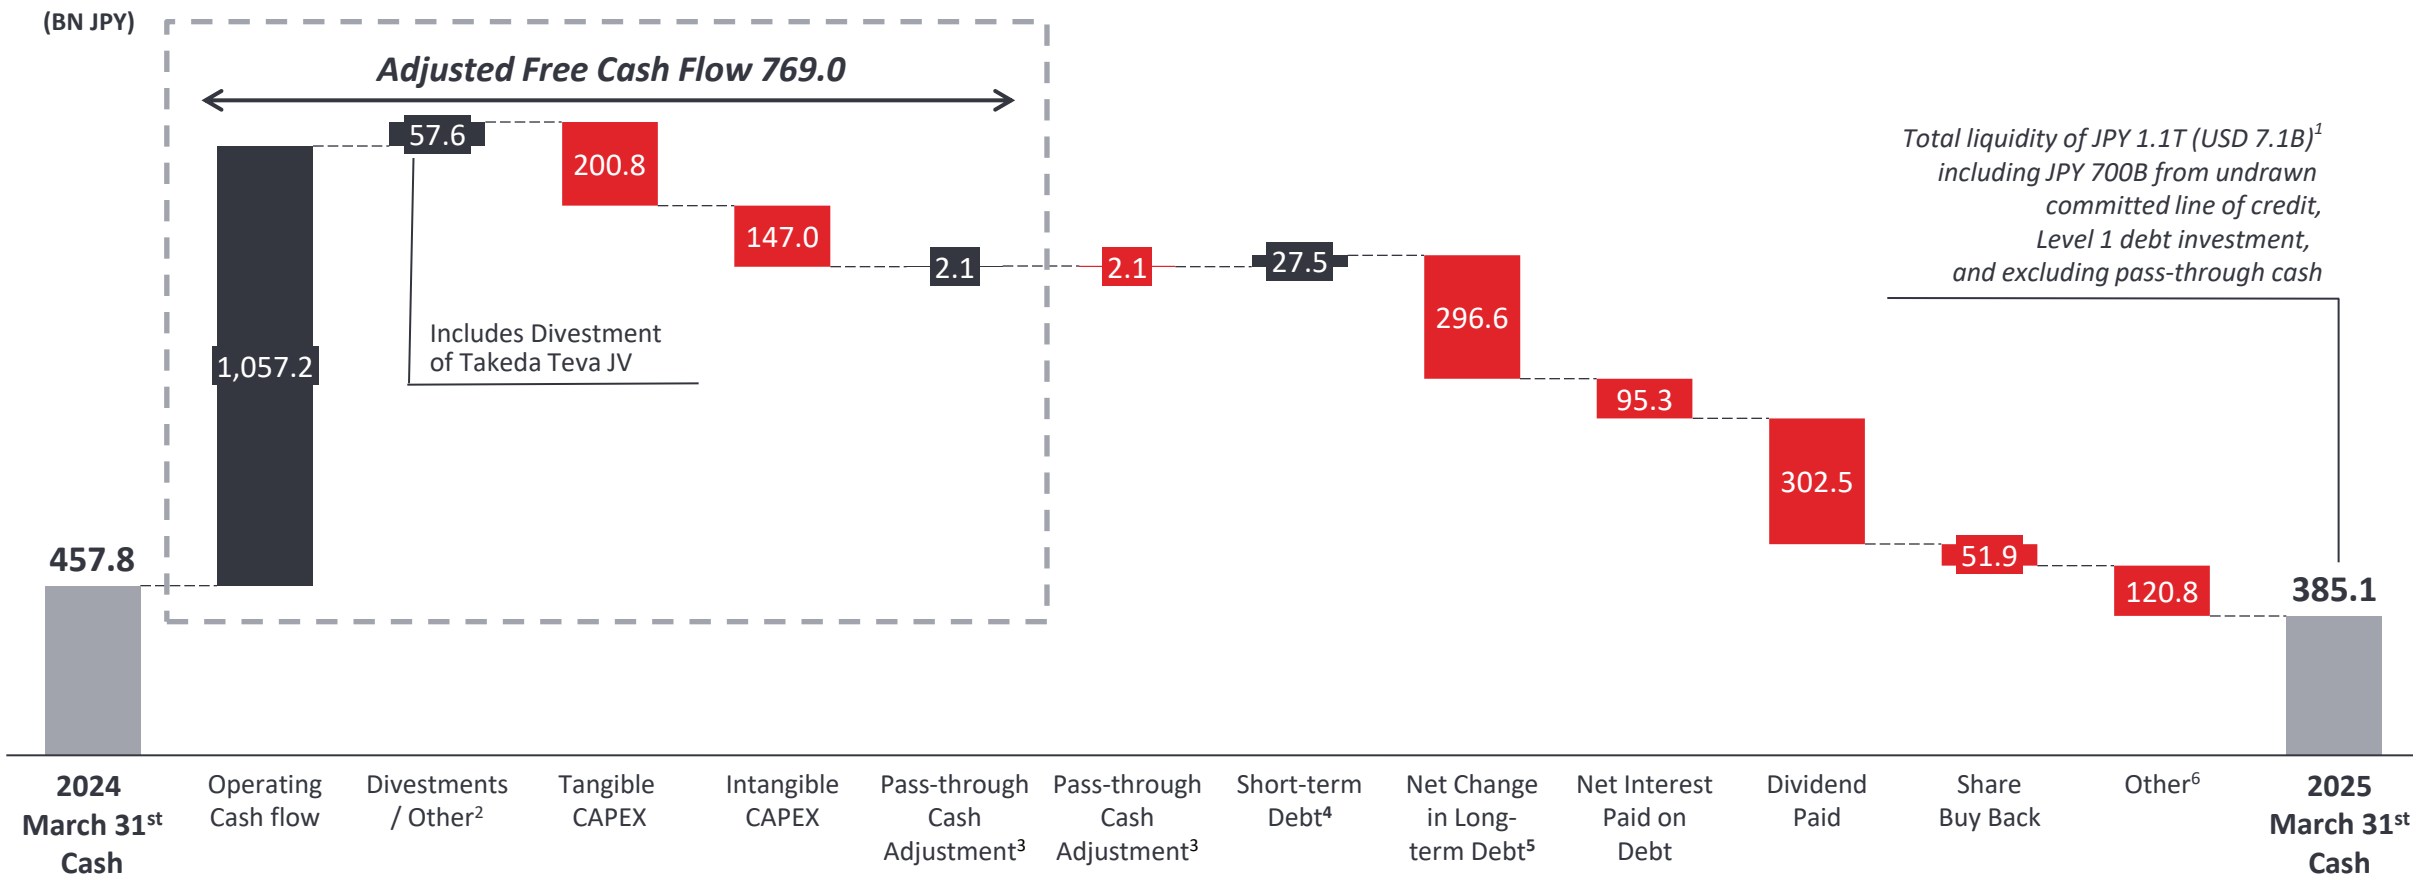 (BN JPY)
Adjusted Free Cash Flow 769.0
57.6
200.8
147.0
2.1
2.1
27.5
296.6
95.3
302.5
51.9
120.8
1,057.2
457.8
385.1
Includes Divestment
of Takeda Teva JV
Total liquidity of JPY 1.1T (USD 7.1B)1
including JPY 700B from undrawn
committed line of credit,
Level 1 debt investment,
and excluding pass-through cash
2024
March 31st
Cash
Operating
Cash flow
Divestments
/ Other2
Tangible
CAPEX
Intangible
CAPEX
Pass-through
Cash
Adjustment3
Pass-through
Cash
Adjustment3
Short-term
Debt4
Net Change
in Long-
term Debt5
Net Interest
Paid on
Debt
Dividend
Paid
Share
Buy Back
Other6
2025
March 31st
Cash